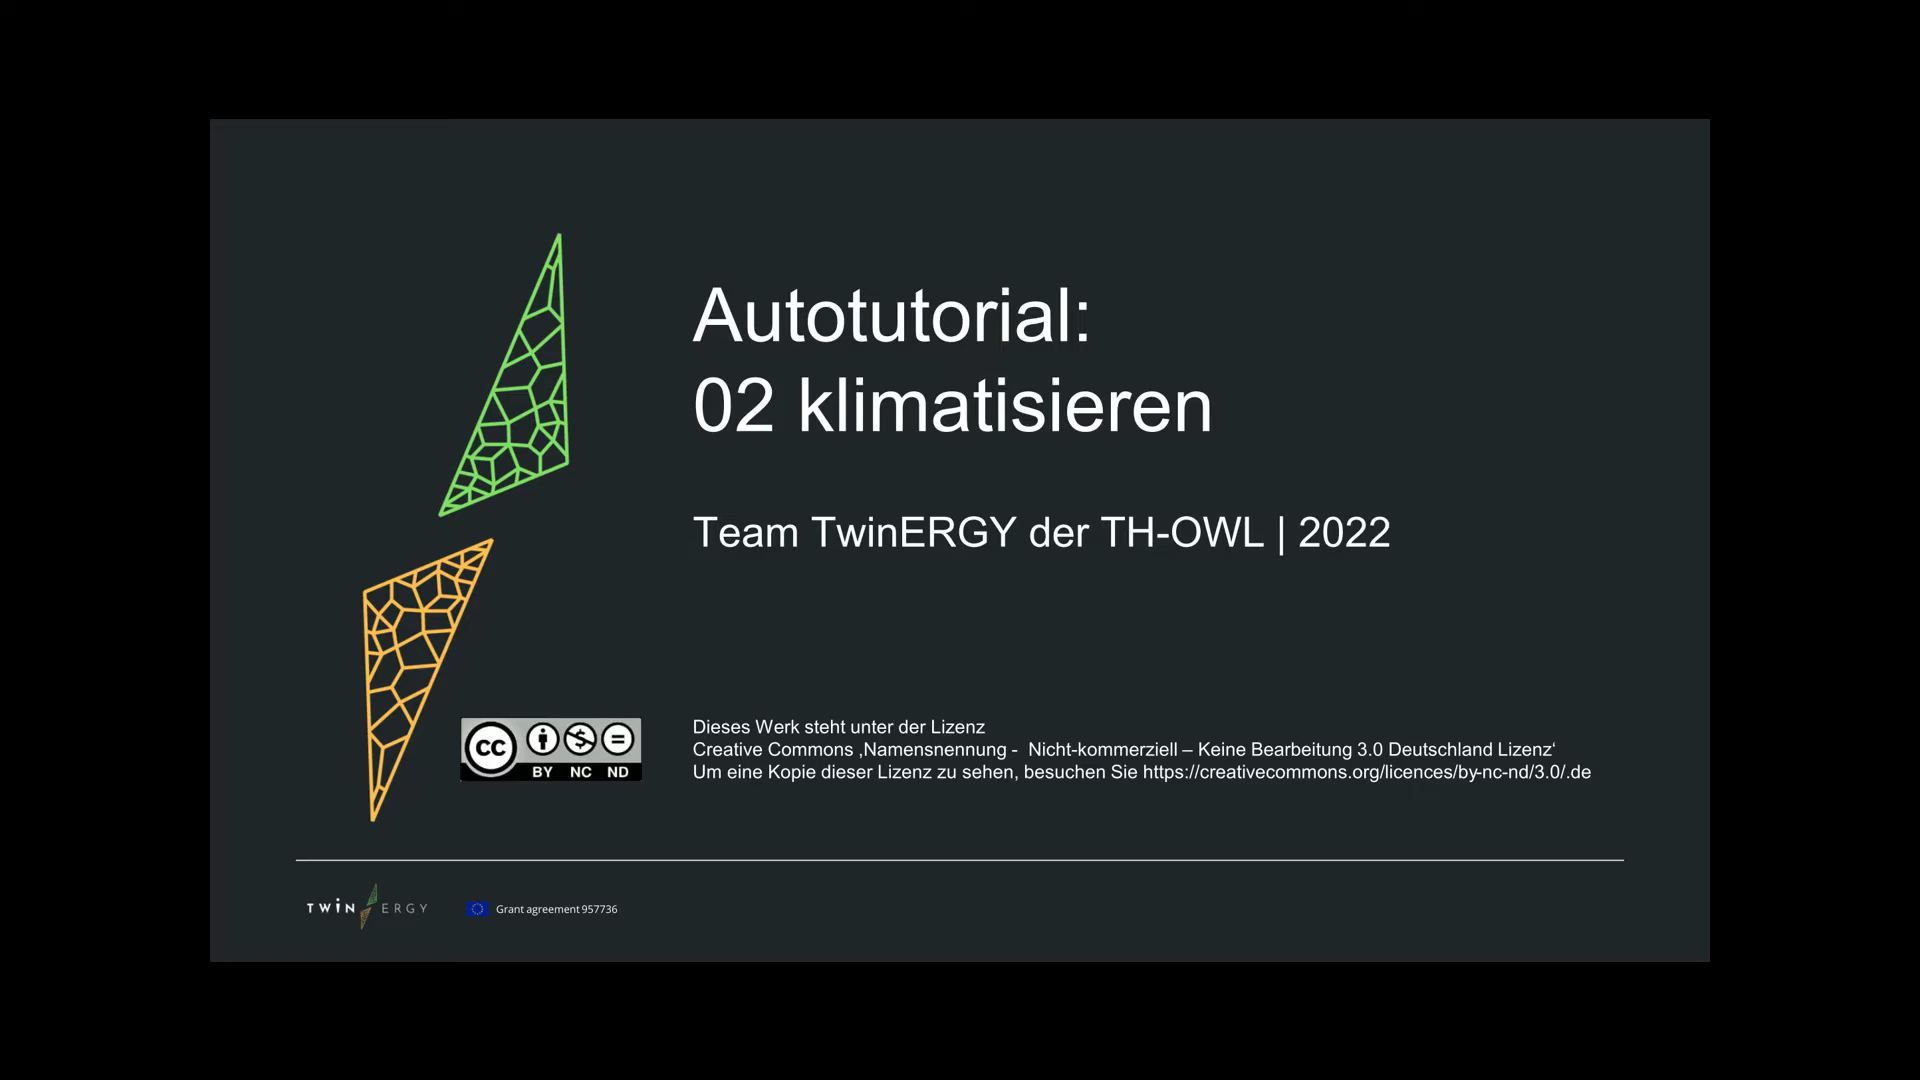 Autotutorial:
02 klimatisieren
Team TwinERGY der TH-OWL | 2022
Dieses Werk steht unter der Lizenz
Creative Commons ‚Namensnennung - Nicht-kommerziell – Keine Bearbeitung 3.0 Deutschland Lizenz‘
Um eine Kopie dieser Lizenz zu sehen, besuchen Sie https://creativecommons.org/licences/by-nc-nd/3.0/.de
cc BY NC ND
TWIN ERGY
Grant agreement 957736